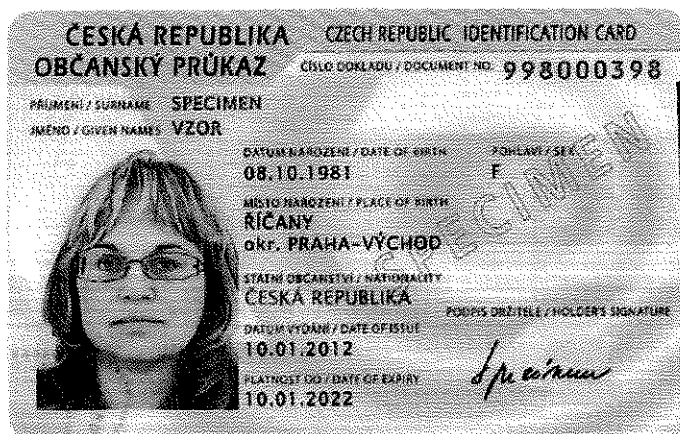 ČESKÁ REPUBLIKA
CZECH REPUBLIC IDENTIFICATION CARD
OBČANSKÝ PRŮKAZ
ČÍSLO DOKLADU / DOCUMENT NO. 998000398
PŘÍJMENÍ / SURNAME SPECIMEN
JMÉNO / GIVEN NAMES VZOR
DATUM NAROZENÍ / DATE OF BIRTH POHLAVÍ / SEX
08.10.1981 F
MÍSTO NAROZENÍ / PLACE OF BIRTH
ŘÍČANY
okr. PRAHA-VÝCHOD
SPECIMEN
STÁTNÍ OBČANSTVÍ / NATIONALITY
ČESKÁ REPUBLIKA
PODPIS DRŽITELE / HOLDER'S SIGNATURE
DATUM VYDÁNÍ / DATE OF ISSUE
10.01.2012
Specimen
PLATNOST DO / DATE OF EXPIRY
10.01.2022